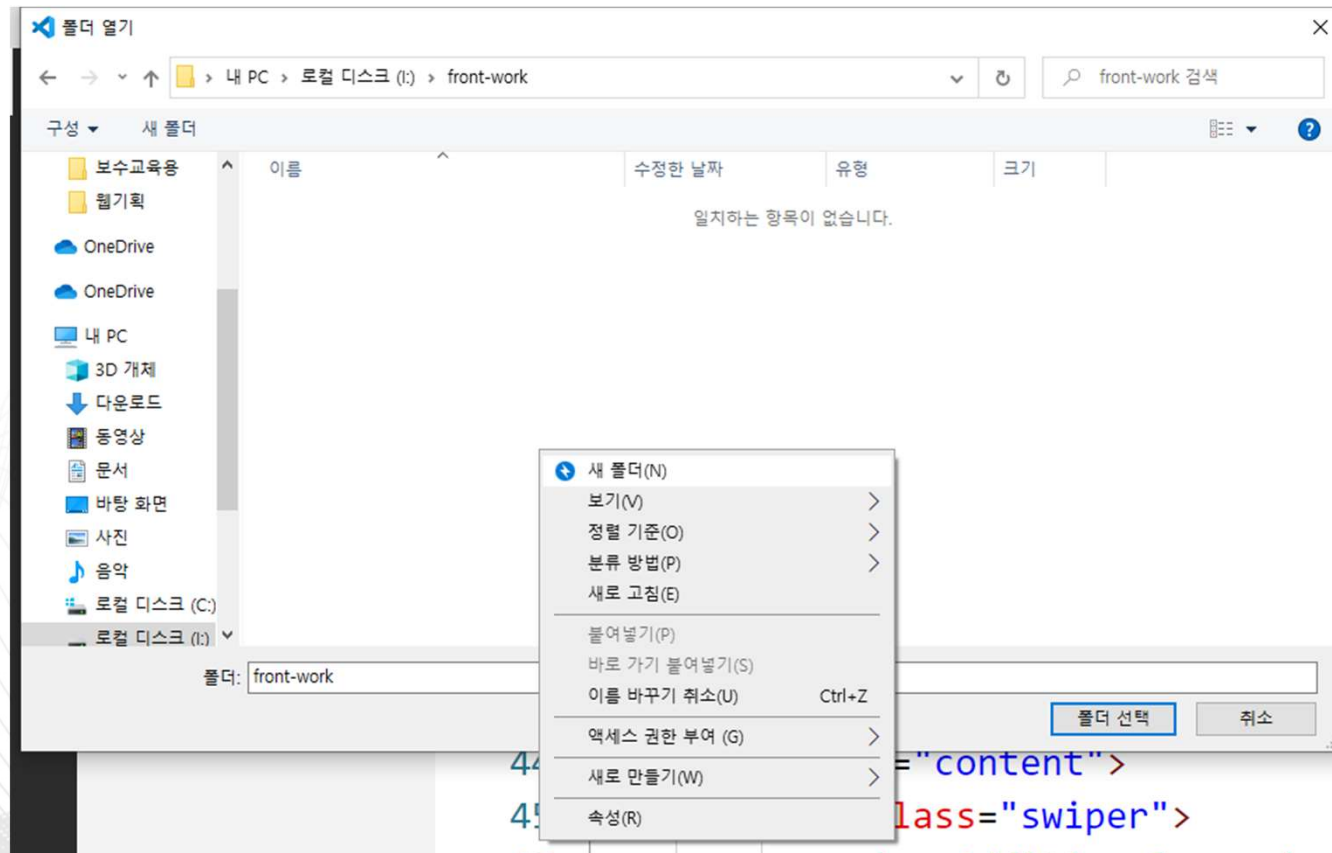 폴더 열기
내 PC > 로컬 디스크 (I:) > front-work
front-work 검색
구성
새 폴더
보수교육용
웹기획
OneDrive
OneDrive
내 PC
3D 개체
다운로드
동영상
문서
바탕 화면
사진
음악
로컬 디스크 (C:)
로컬 디스크 (I:)
이름
수정한 날짜
유형
크기
일치하는 항목이 없습니다.
새 폴더(N)
보기(V)
정렬 기준(O)
분류 방법(P)
새로 고침(E)
붙여넣기(P)
바로 가기 붙여넣기(S)
이름 바꾸기 취소(U) Ctrl+Z
액세스 권한 부여 (G)
새로 만들기(W)
속성(R)
폴더: front-work
폴더 선택
취소
="content">
lass="swiper">